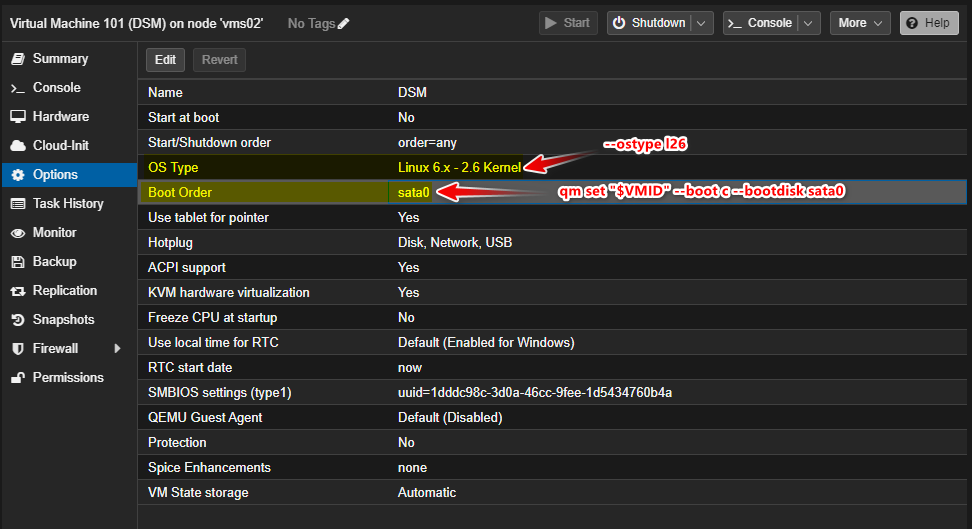 Virtual Machine 101 (DSM) on node 'vms02' No Tags Start Shutdown Console More Help
Summary
Console
Hardware
Cloud-Init
Options
Task History
Monitor
Backup
Replication
Snapshots
Firewall
Permissions
Edit Revert
Name DSM
Start at boot No
Start/Shutdown order order=any
--ostype l26
OS Type Linux 6.x - 2.6 Kernel
Boot Order sata0
qm set "$VMID" --boot c --bootdisk sata0
Use tablet for pointer Yes
Hotplug Disk, Network, USB
ACPI support Yes
KVM hardware virtualization Yes
Freeze CPU at startup No
Use local time for RTC Default (Enabled for Windows)
RTC start date now
SMBIOS settings (type1) uuid=1dddc98c-3d0a-46cc-9fee-1d5434760b4a
QEMU Guest Agent Default (Disabled)
Protection No
Spice Enhancements none
VM State storage Automatic